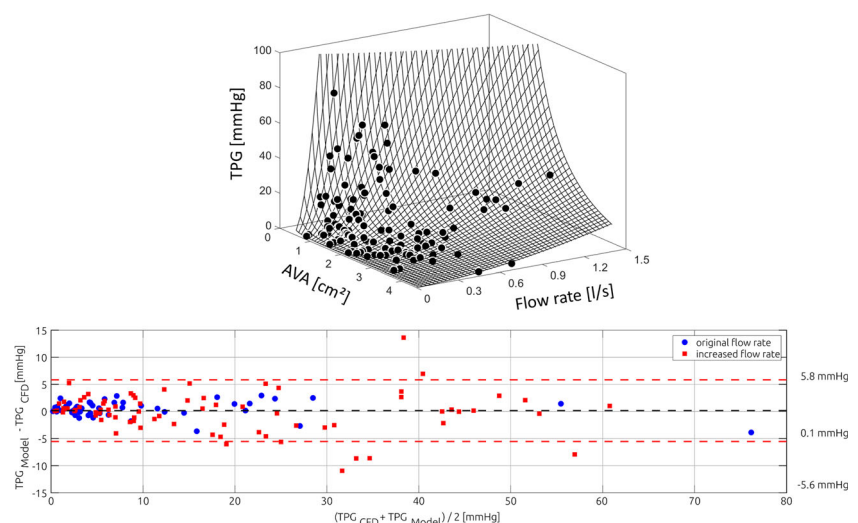 100
80
60
40
20
0
TPG [mmHg]
0
1
2
3
4
AVA [cm²]
0
0.3
0.6
0.9
1.2
1.5
Flow rate [l/s]
15
10
5
0
-5
-10
-15
TPG Model - TPG CFD [mmHg]
original flow rate
increased flow rate
5.8 mmHg
0.1 mmHg
-5.6 mmHg
0 10 20 30 40 50 60 70 80
(TPG CFD + TPG Model) / 2 [mmHg]